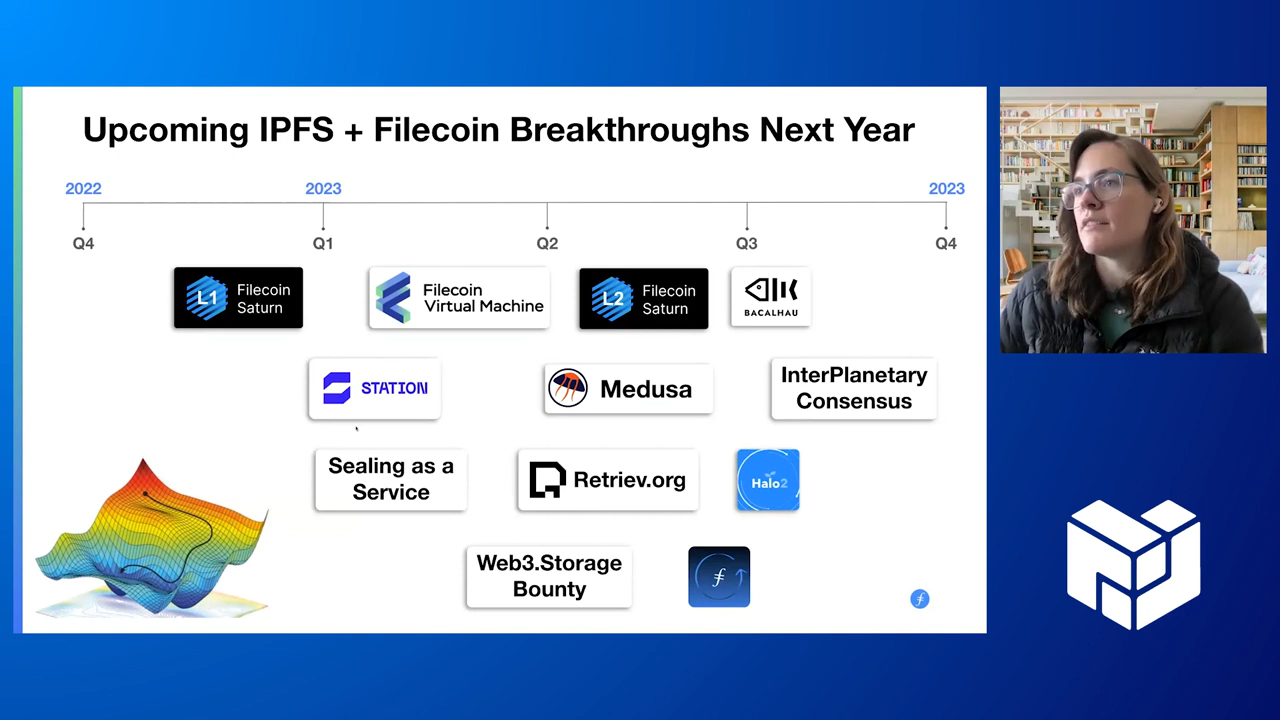 Upcoming IPFS + Filecoin Breakthroughs Next Year
2022
2023
2023
Q4
Q1
Q2
Q3
Q4
L1
Filecoin
Saturn
Filecoin
Virtual Machine
L2
Filecoin
Saturn
BACALHAU
STATION
Medusa
InterPlanetary
Consensus
Sealing as a
Service
Retriev.org
Halo2
Web3.Storage
Bounty